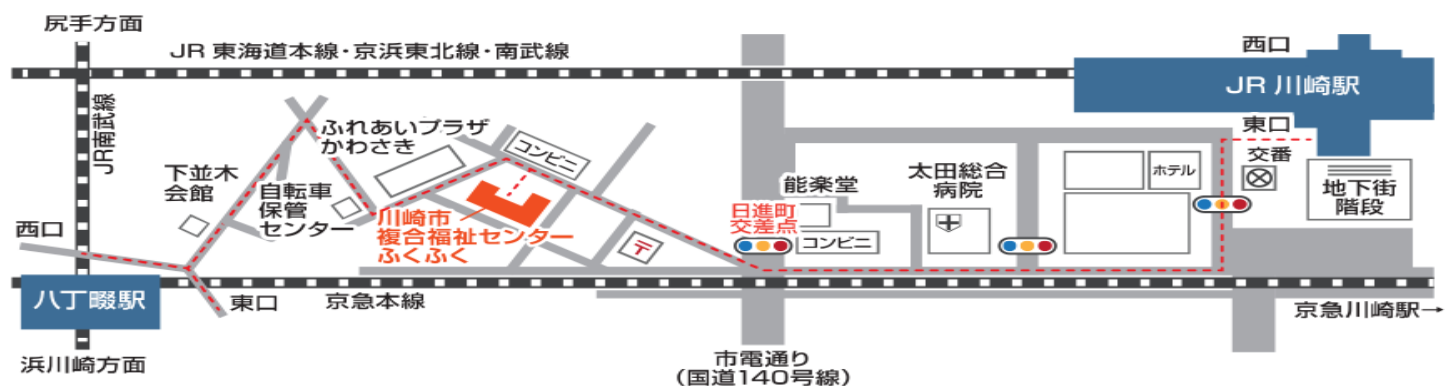 尻手方面
JR 東海道本線・京浜東北線・南武線
西口
JR 川崎駅
東口
JR南武線
ふれあいプラザ
かわさき
コンビニ
交番
下並木
会館
自転車
保管
センター
能楽堂
太田総合
病院
ホテル
地下街
階段
川崎市
複合福祉センター
ふくふく
日進町
交差点
コンビニ
〒
西口
八丁畷駅
東口
京急本線
京急川崎駅→
浜川崎方面
市電通り
(国道140号線)